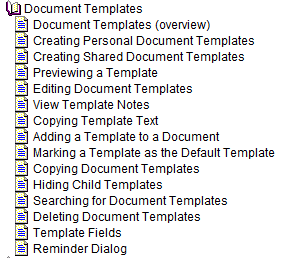 Document Templates
Document Templates (overview)
Creating Personal Document Templates
Creating Shared Document Templates
Previewing a Template
Editing Document Templates
View Template Notes
Copying Template Text
Adding a Template to a Document
Marking a Template as the Default Template
Copying Document Templates
Hiding Child Templates
Searching for Document Templates
Deleting Document Templates
Template Fields
Reminder Dialog